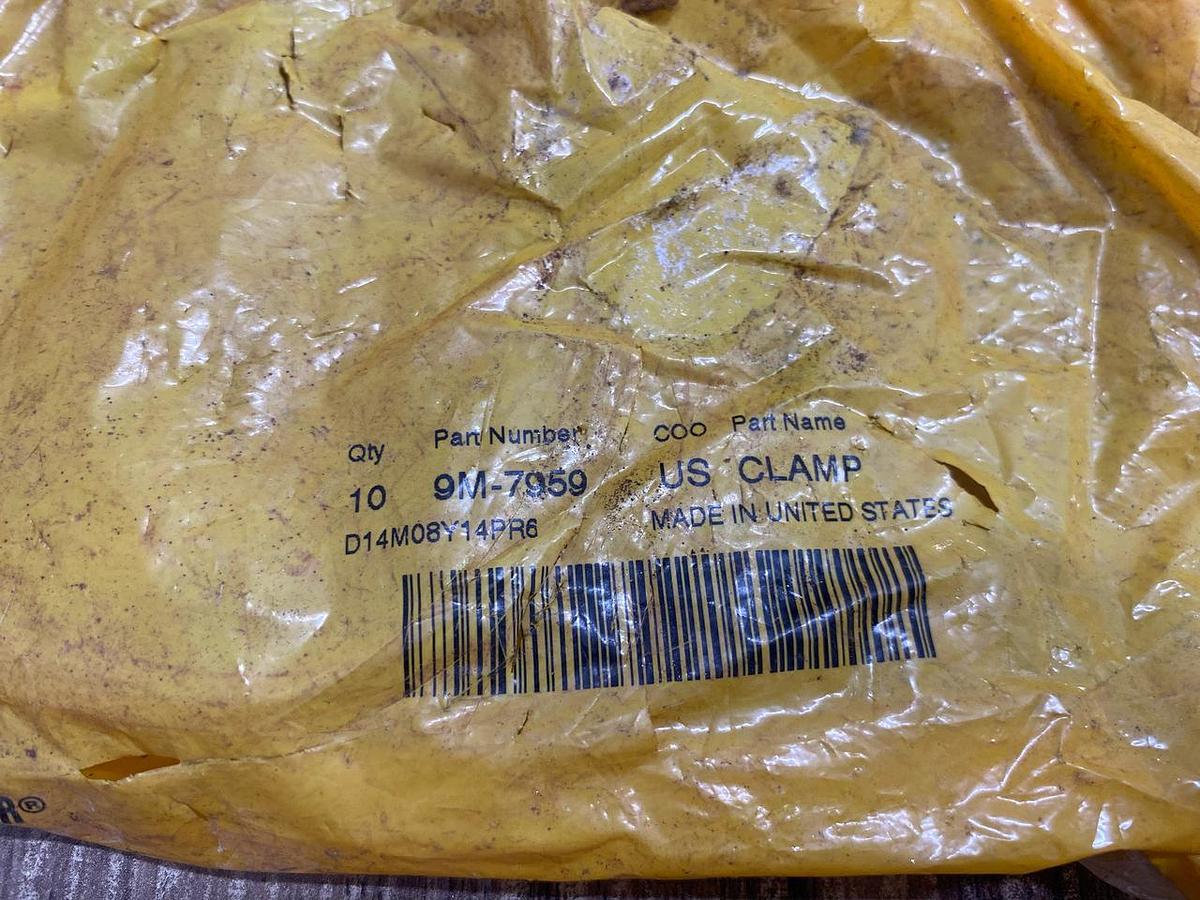 Qty Part Number COO Part Name
10 9M-7959 US CLAMP
D14M08Y14PR6 MADE IN UNITED STATES
R®